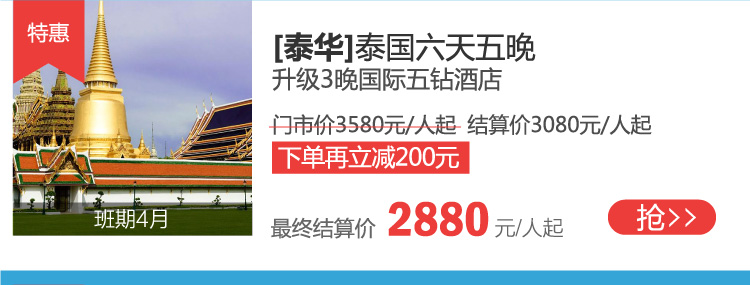 特惠
[泰华]泰国六天五晚
升级3晚国际五钻酒店
门市价3580元/人起 结算价3080元/人起
下单再立减200元
班期4月
最终结算价 2880 元/人起
抢>>